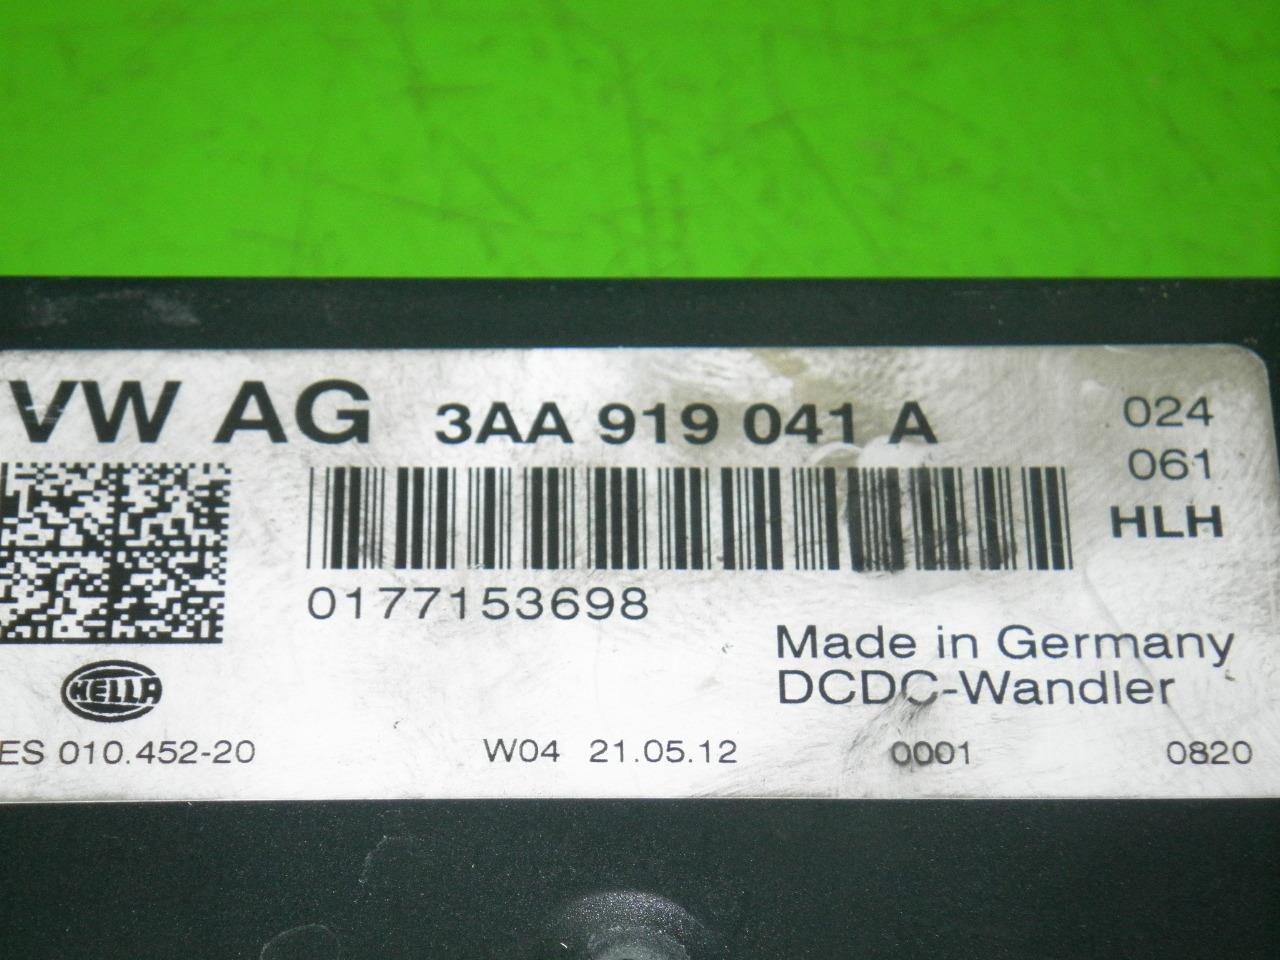 VW AG 3AA 919 041 A
024
061
HLH
0177153698
Made in Germany
DCDC-Wandler
HELLA
ES 010.452-20 W04 21.05.12 0001 0820